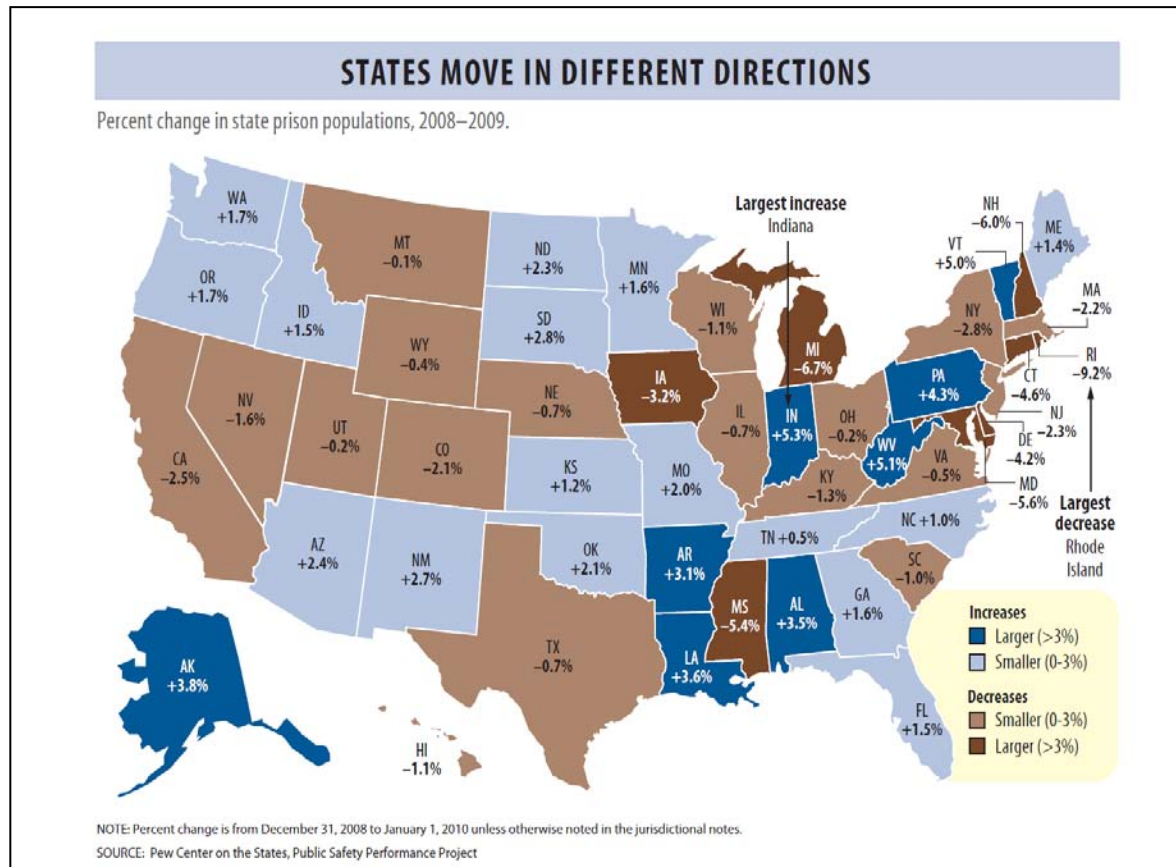 STATES MOVE IN DIFFERENT DIRECTIONS
Percent change in state prison populations, 2008–2009.
WA
+1.7%
OR
+1.7%
ID
+1.5%
MT
–0.1%
WY
–0.4%
NV
–1.6%
UT
–0.2%
CO
–2.1%
CA
–2.5%
AZ
+2.4%
NM
+2.7%
ND
+2.3%
SD
+2.8%
NE
–0.7%
KS
+1.2%
OK
+2.1%
TX
–0.7%
MN
+1.6%
IA
–3.2%
MO
+2.0%
AR
+3.1%
LA
+3.6%
WI
–1.1%
IL
–0.7%
MI
–6.7%
Largest increase
Indiana
IN
+5.3%
OH
–0.2%
KY
–1.3%
TN +0.5%
MS
–5.4%
AL
+3.5%
GA
+1.6%
FL
+1.5%
SC
–1.0%
NC +1.0%
VA
–0.5%
WV
+5.1%
PA
+4.3%
NY
–2.8%
VT
+5.0%
NH
–6.0%
ME
+1.4%
MA
–2.2%
RI
–9.2%
CT
–4.6%
NJ
–2.3%
DE
–4.2%
MD
–5.6%
Largest
decrease
Rhode
Island
AK
+3.8%
HI
–1.1%
Increases
Larger (>3%)
Smaller (0-3%)
Decreases
Smaller (0-3%)
Larger (>3%)
NOTE: Percent change is from December 31, 2008 to January 1, 2010 unless otherwise noted in the jurisdictional notes.
SOURCE: Pew Center on the States, Public Safety Performance Project